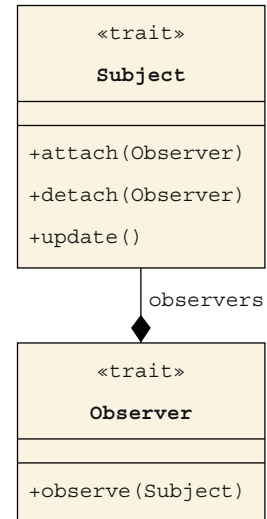 «trait»
Subject
+attach(Observer)
+detach(Observer)
+update()
observers
«trait»
Observer
+observe(Subject)